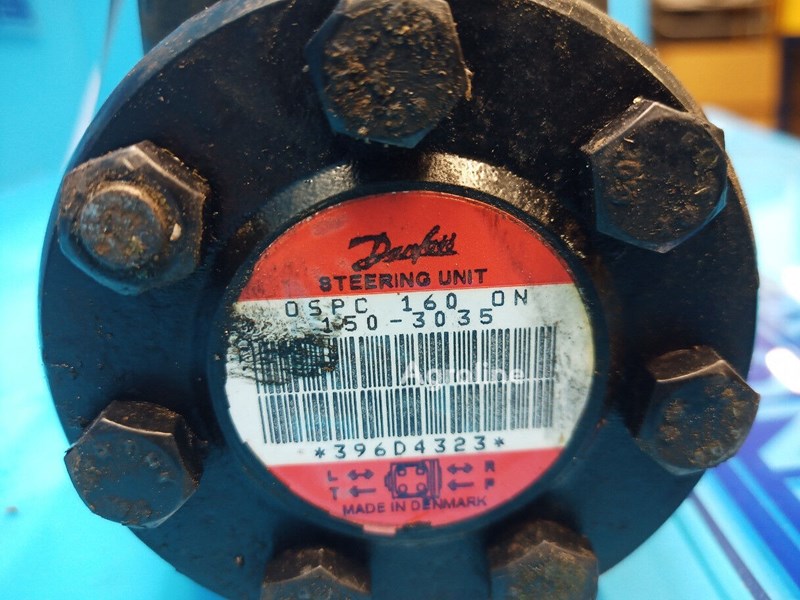 Danfoss
STEERING UNIT
OSPC 160 ON
150-3035
Agroline
*396D4323*
L R
T P
MADE IN DENMARK